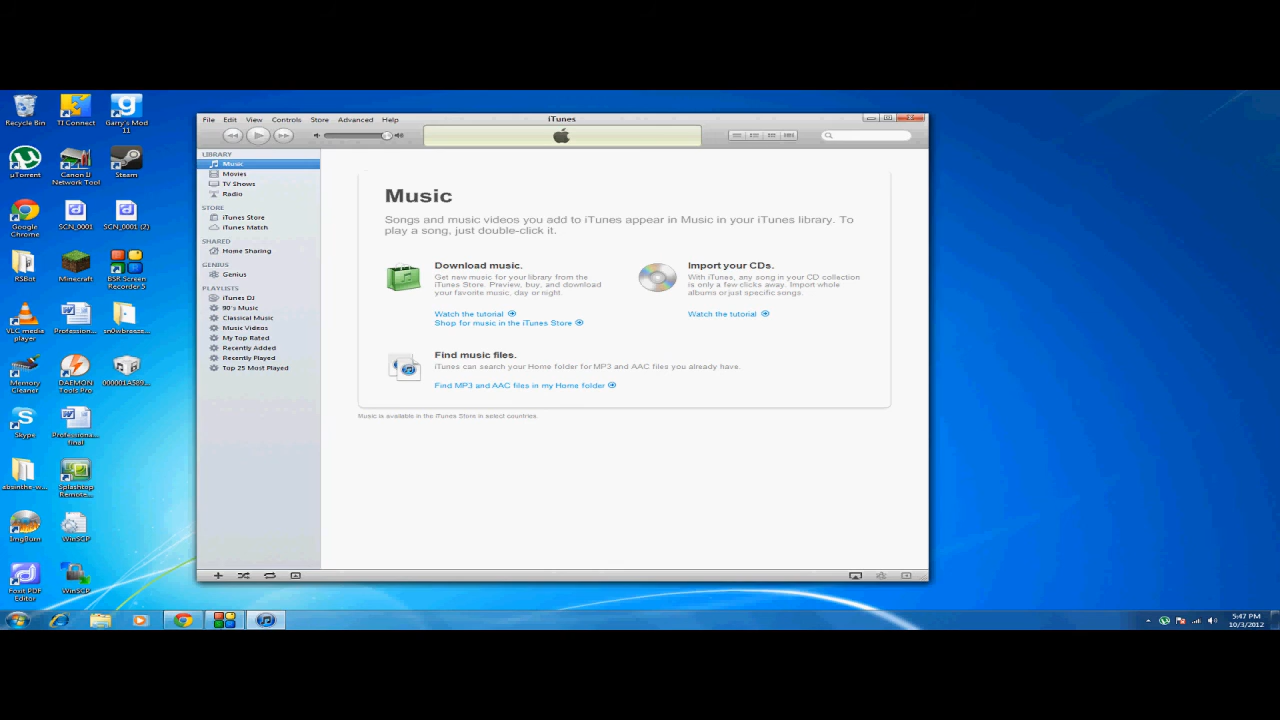 Recycle Bin
TI Connect
Garry's Mod 11
µTorrent
Canon IJ Network Tool
Steam
Google Chrome
SCN_0001
SCN_0001 (2)
RSBot
Minecraft
BSR Screen Recorder 5
VLC media player
Profession...
sn0wbreeze...
Memory Cleaner
DAEMON Tools Pro
Skype
Professiona... final
absinthe-w...
Splashtop Remote...
ImgBurn
WinSCP
Foxit PDF Editor
WinSCP
iTunes
File Edit View Controls Store Advanced Help
LIBRARY
Music
Movies
TV Shows
Radio
STORE
iTunes Store
iTunes Match
SHARED
Home Sharing
GENIUS
Genius
PLAYLISTS
iTunes DJ
90's Music
Classical Music
Music Videos
My Top Rated
Recently Added
Recently Played
Top 25 Most Played
Music
Songs and music videos you add to iTunes appear in Music in your iTunes library. To
play a song, just double-click it.
Download music.
Get new music for your library from the
iTunes Store. Preview, buy, and download
your favorite music, day or night.
Watch the tutorial
Shop for music in the iTunes Store
Import your CDs.
With iTunes, any song in your CD collection
is only a few clicks away. Import whole
albums or just specific songs.
Watch the tutorial
Find music files.
iTunes can search your Home folder for MP3 and AAC files you already have.
Find MP3 and AAC files in my Home folder
Music is available in the iTunes Store in select countries.
5:47 PM
10/3/2012